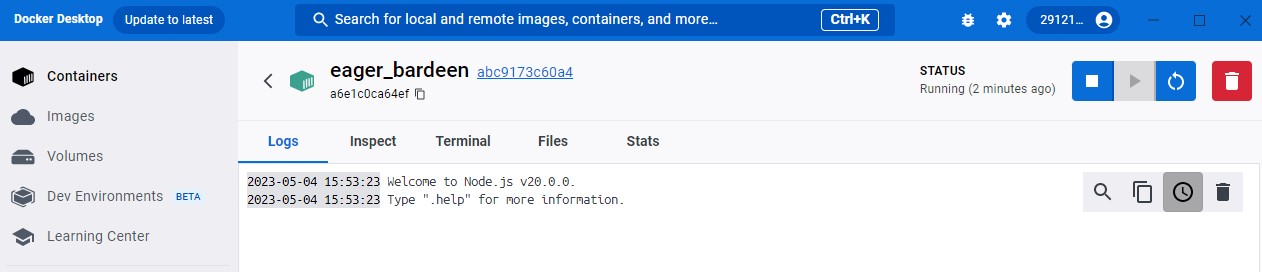 Docker Desktop Update to latest Search for local and remote images, containers, and more... Ctrl+K 29121...
Containers
Images
Volumes
Dev Environments BETA
Learning Center
eager_bardeen abc9173c60a4
a6e1c0ca64ef
STATUS
Running (2 minutes ago)
Logs Inspect Terminal Files Stats
2023-05-04 15:53:23 Welcome to Node.js v20.0.0.
2023-05-04 15:53:23 Type ".help" for more information.